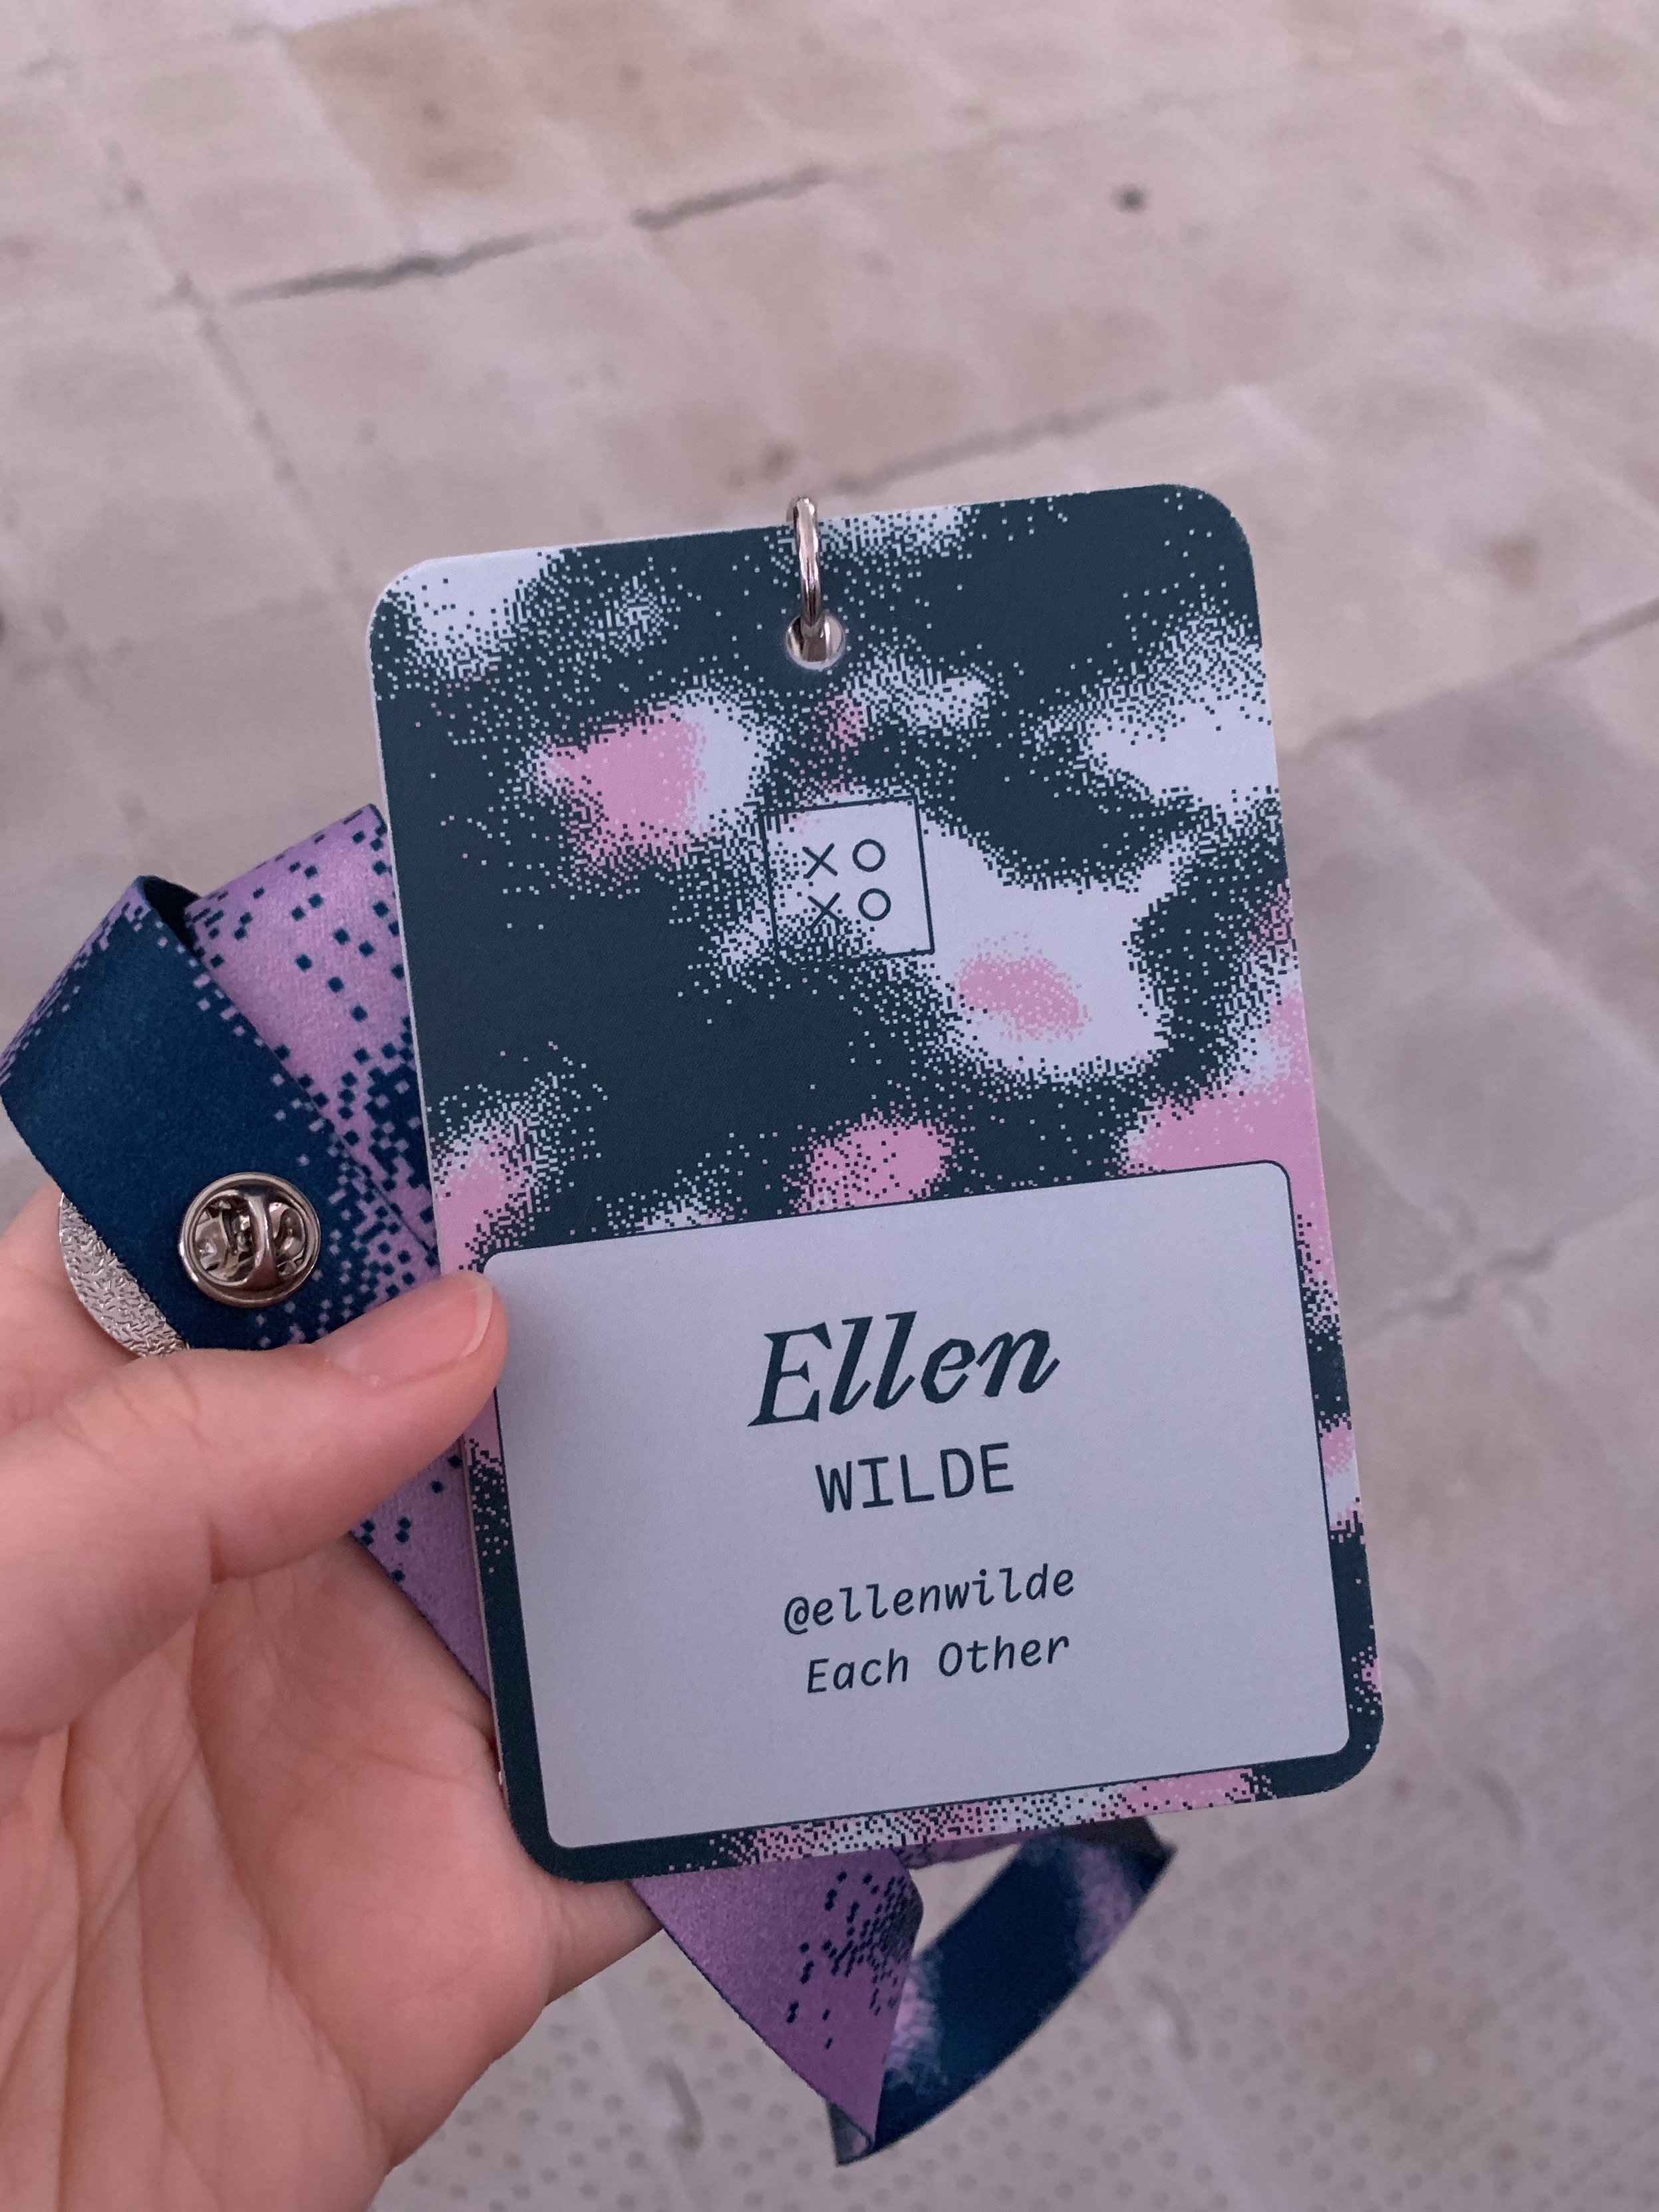 XO
XO
Ellen
WILDE
@ellenwilde
Each Other